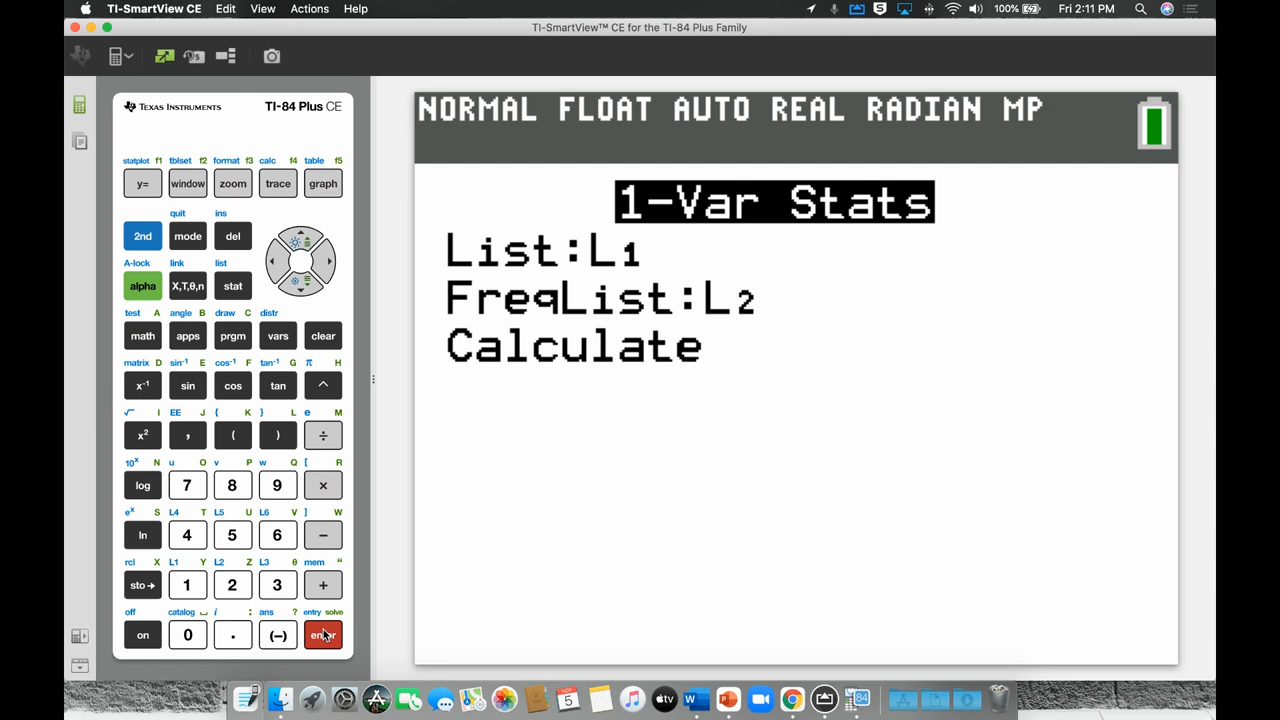 TI-SmartView CE Edit View Actions Help 100% Fri 2:11 PM
TI-SmartView™ CE for the TI-84 Plus Family
TEXAS INSTRUMENTS TI-84 Plus CE
NORMAL FLOAT AUTO REAL RADIAN MP
1-Var Stats
List:L1
FreqList:L2
Calculate
statplot f1 tblset f2 format f3 calc f4 table f5
y= window zoom trace graph
quit ins
2nd mode del
A-lock link list
alpha X,T,θ,n stat
test A angle B draw C distr
math apps prgm vars clear
matrix D sin-1 E cos-1 F tan-1 G π H
x-1 sin cos tan ^
√ I EE J { K } L e M
x2 , ( ) ÷
10x N u O v P w Q [ R
log 7 8 9 ×
ex S L4 T L5 U L6 V ] W
ln 4 5 6 −
rcl X L1 Y L2 Z L3 θ mem "
sto→ 1 2 3 +
off catalog i : ans ? entry solve
on 0 . (−) enter
NOV 5 tv W P 84